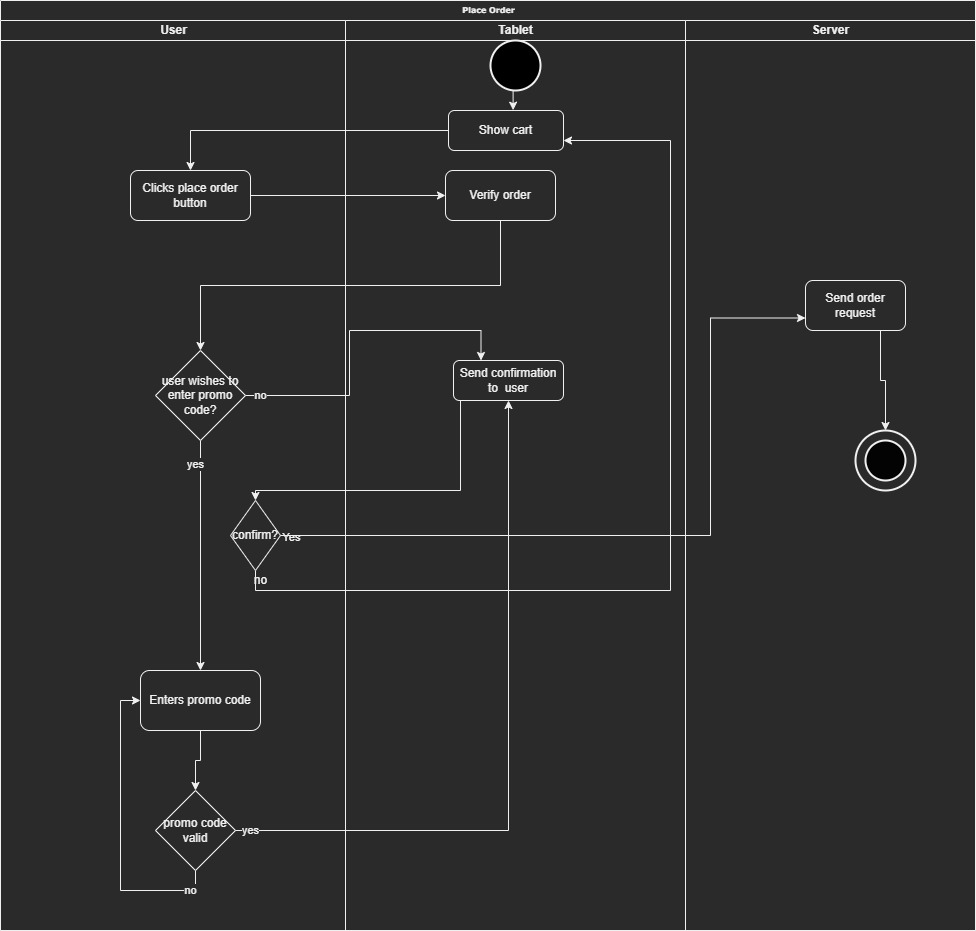 Place Order
User
Tablet
Server
Show cart
Clicks place order
button
Verify order
Send order
request
user wishes to
enter promo
code?
no
Send confirmation
to  user
yes
confirm?
Yes
no
Enters promo code
promo code
valid
yes
no